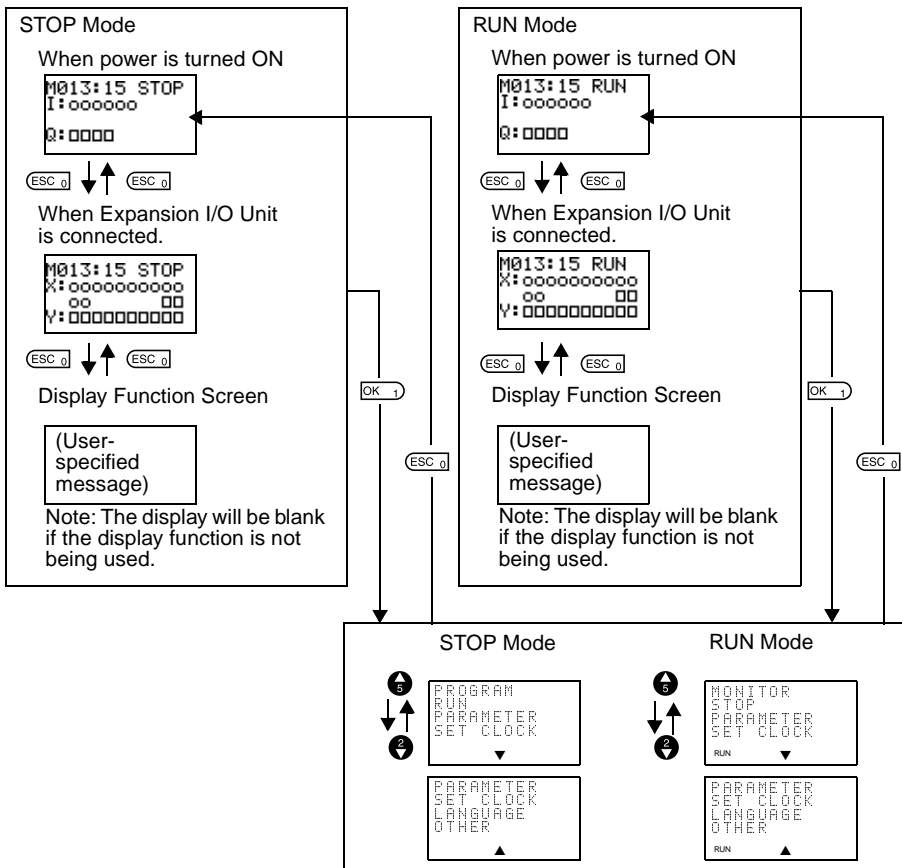 STOP Mode
When power is turned ON
M013:15 STOP
I:oooooo
Q:□□□□
ESC 0
ESC 0
When Expansion I/O Unit
is connected.
M013:15 STOP
X:oooooooooo
oo □□
Y:□□□□□□□□□□
ESC 0
ESC 0
Display Function Screen
(User-
specified
message)
Note: The display will be blank
if the display function is not
being used.
OK 1
ESC 0
RUN Mode
When power is turned ON
M013:15 RUN
I:oooooo
Q:□□□□
ESC 0
ESC 0
When Expansion I/O Unit
is connected.
M013:15 RUN
X:oooooooooo
oo □□
Y:□□□□□□□□□□
ESC 0
ESC 0
Display Function Screen
(User-
specified
message)
Note: The display will be blank
if the display function is not
being used.
OK 1
ESC 0
STOP Mode
5
2
PROGRAM
RUN
PARAMETER
SET CLOCK
PARAMETER
SET CLOCK
LANGUAGE
OTHER
RUN Mode
5
2
MONITOR
STOP
PARAMETER
SET CLOCK
RUN
PARAMETER
SET CLOCK
LANGUAGE
OTHER
RUN